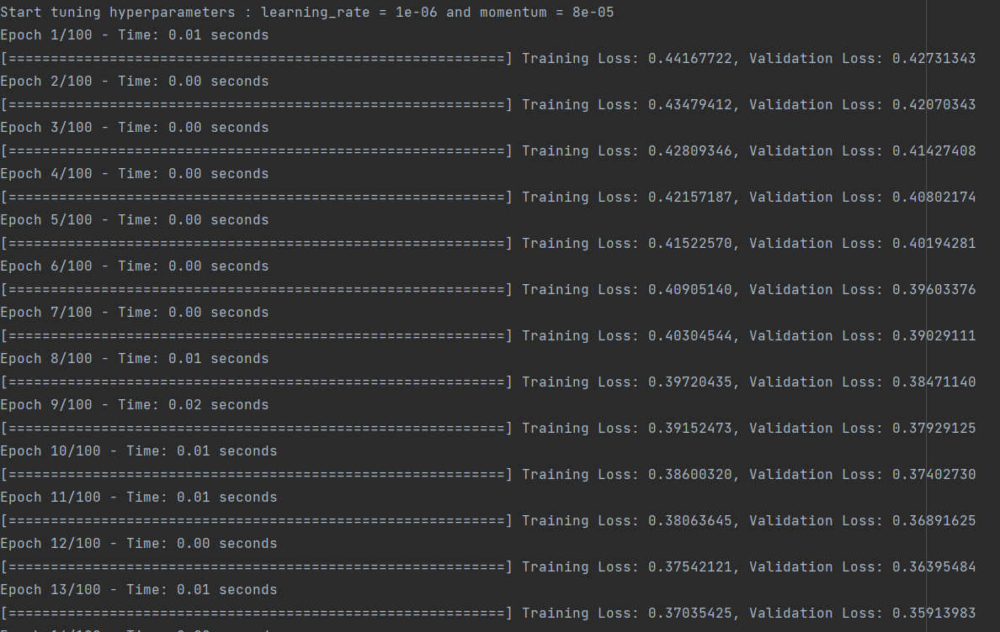 Start tuning hyperparameters : learning_rate = 1e-06 and momentum = 8e-05
Epoch 1/100 - Time: 0.01 seconds
[===========================================================] Training Loss: 0.44167722, Validation Loss: 0.42731343
Epoch 2/100 - Time: 0.00 seconds
[===========================================================] Training Loss: 0.43479412, Validation Loss: 0.42070343
Epoch 3/100 - Time: 0.00 seconds
[===========================================================] Training Loss: 0.42809346, Validation Loss: 0.41427408
Epoch 4/100 - Time: 0.00 seconds
[===========================================================] Training Loss: 0.42157187, Validation Loss: 0.40802174
Epoch 5/100 - Time: 0.00 seconds
[===========================================================] Training Loss: 0.41522570, Validation Loss: 0.40194281
Epoch 6/100 - Time: 0.00 seconds
[===========================================================] Training Loss: 0.40905140, Validation Loss: 0.39603376
Epoch 7/100 - Time: 0.00 seconds
[===========================================================] Training Loss: 0.40304544, Validation Loss: 0.39029111
Epoch 8/100 - Time: 0.01 seconds
[===========================================================] Training Loss: 0.39720435, Validation Loss: 0.38471140
Epoch 9/100 - Time: 0.02 seconds
[===========================================================] Training Loss: 0.39152473, Validation Loss: 0.37929125
Epoch 10/100 - Time: 0.01 seconds
[===========================================================] Training Loss: 0.38600320, Validation Loss: 0.37402730
Epoch 11/100 - Time: 0.01 seconds
[===========================================================] Training Loss: 0.38063645, Validation Loss: 0.36891625
Epoch 12/100 - Time: 0.00 seconds
[===========================================================] Training Loss: 0.37542121, Validation Loss: 0.36395484
Epoch 13/100 - Time: 0.01 seconds
[===========================================================] Training Loss: 0.37035425, Validation Loss: 0.35913983